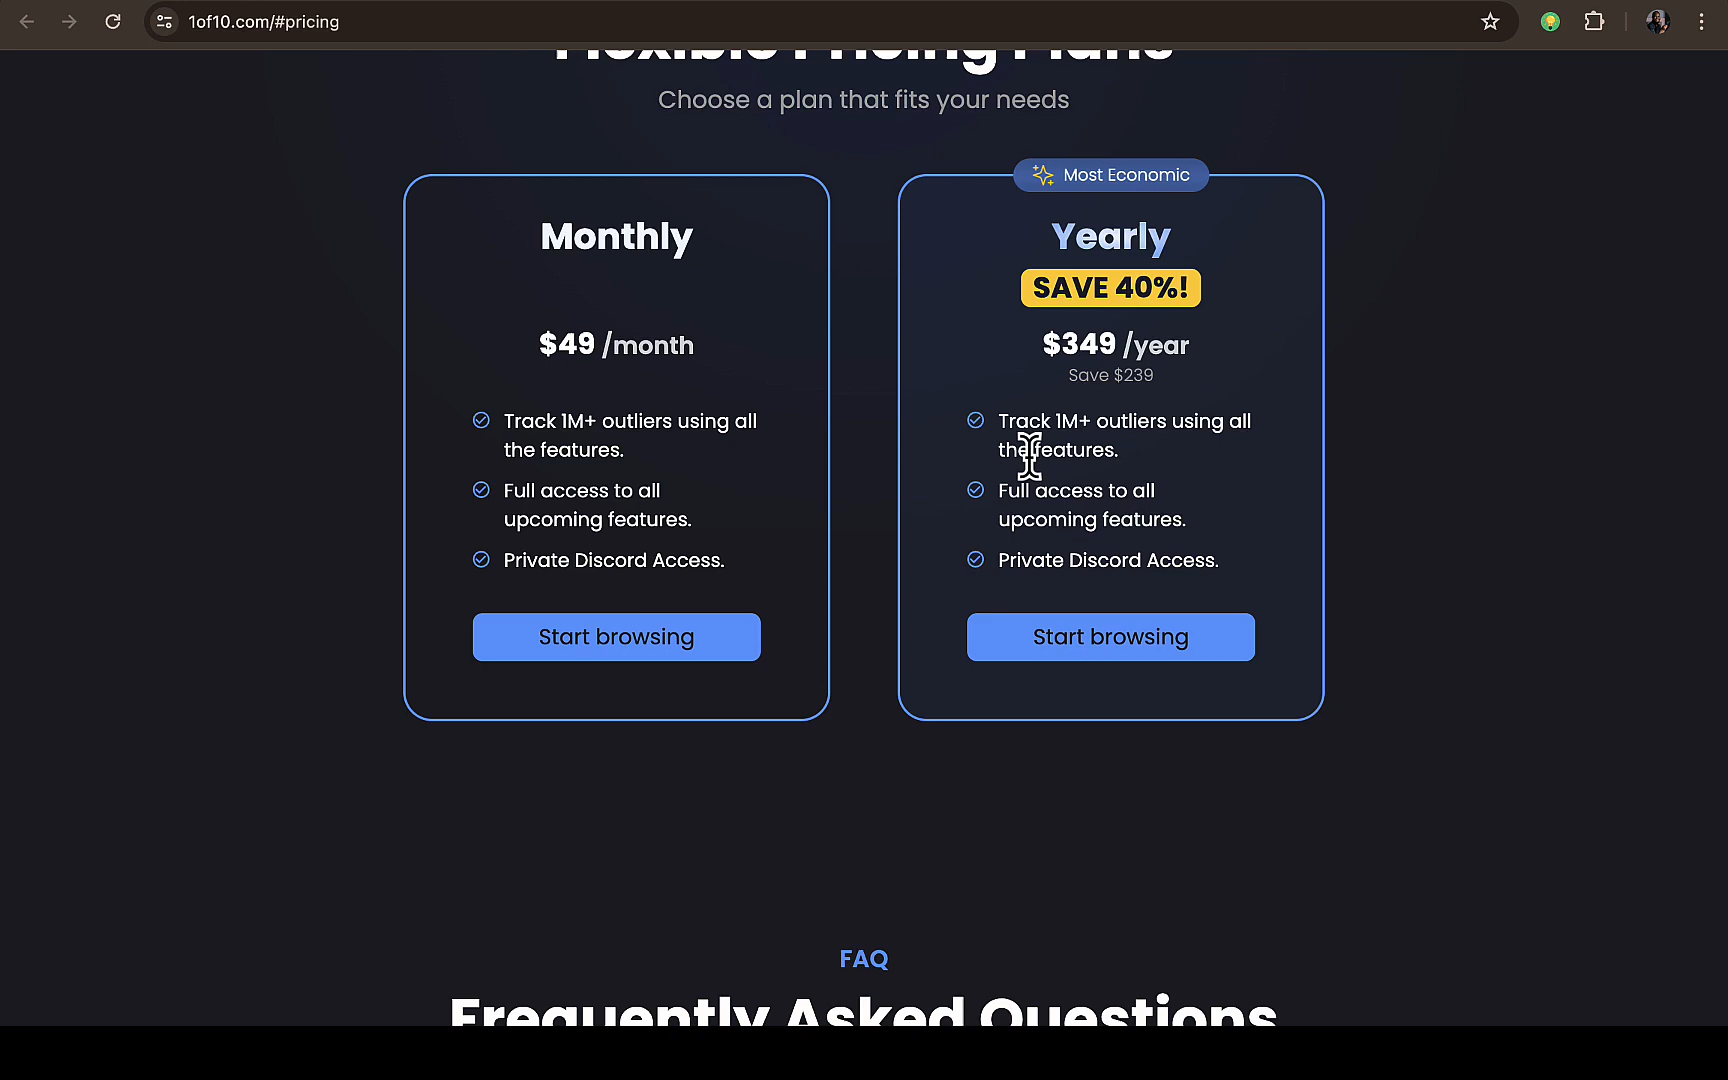 1of10.com/#pricing
Flexible Pricing Plans
Choose a plan that fits your needs
Monthly
$49 /month
Track 1M+ outliers using all
the features.
Full access to all
upcoming features.
Private Discord Access.
Start browsing
Most Economic
Yearly
SAVE 40%!
$349 /year
Save $239
Track 1M+ outliers using all
the features.
Full access to all
upcoming features.
Private Discord Access.
Start browsing
FAQ
Frequently Asked Questions